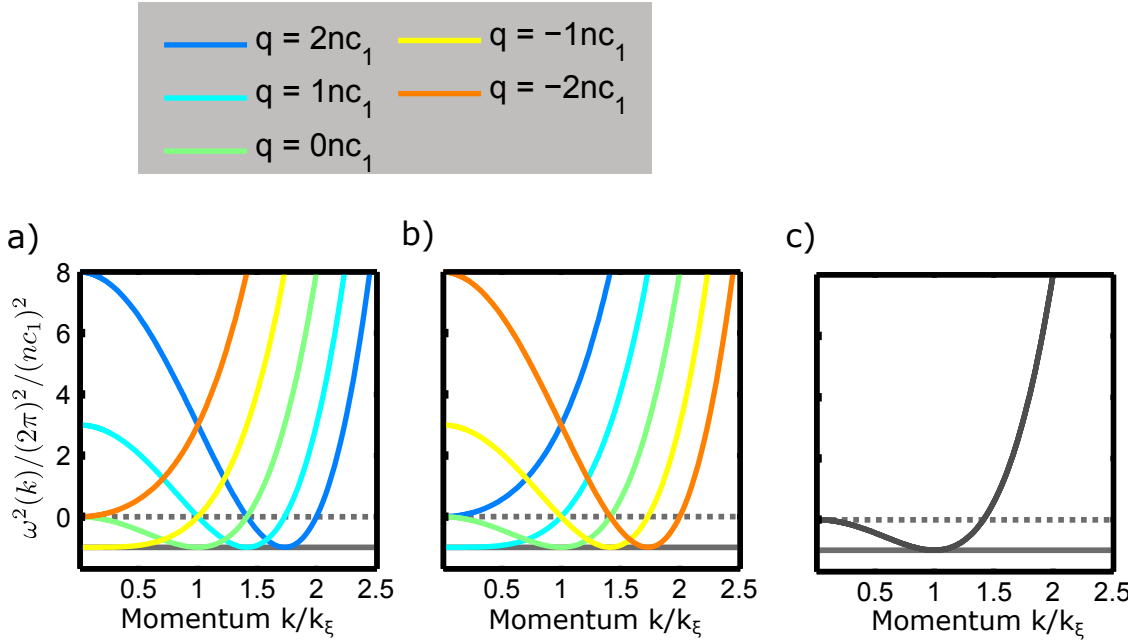 q = 2nc₁
q = 1nc₁
q = 0nc₁
q = −1nc₁
q = −2nc₁
a)
b)
c)
ω²(k)/(2π)²/(nc₁)²
8
6
4
2
0
0.5 1 1.5 2 2.5
Momentum k/kξ
0.5 1 1.5 2 2.5
Momentum k/kξ
0.5 1 1.5 2 2.5
Momentum k/kξ